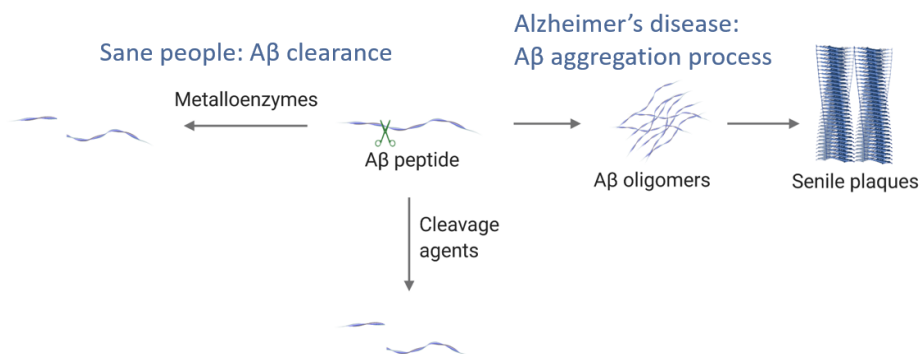 Sane people: Aβ clearance
Alzheimer's disease:
Aβ aggregation process
Metalloenzymes
Aβ peptide
Aβ oligomers
Senile plaques
Cleavage
agents